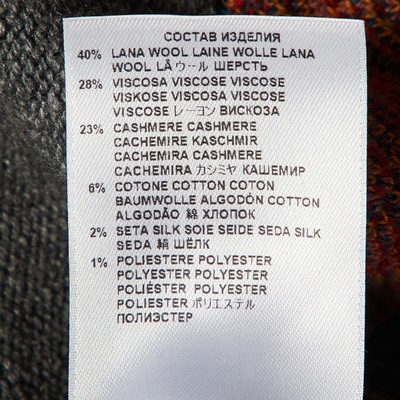 СОСТАВ ИЗДЕЛИЯ
40% LANA WOOL LAINE WOLLE LANA
WOOL LÃ ウール ШЕРСТЬ
28% VISCOSA VISCOSE VISCOSE
VISKOSE VISCOSA VISCOSE
VISCOSE レーヨン ВИСКОЗА
23% CASHMERE CASHMERE
CACHEMIRE KASCHMIR
CACHEMIRA CASHMERE
CACHEMIRA カシミヤ КАШЕМИР
6% COTONE COTTON COTON
BAUMWOLLE ALGODÓN COTTON
ALGODÃO 綿 ХЛОПОК
2% SETA SILK SOIE SEIDE SEDA SILK
SEDA 絹 ШЁЛК
1% POLIESTERE POLYESTER
POLYESTER POLYESTER
POLIÉSTER POLYESTER
POLIESTER ポリエステル
ПОЛИЭСТЕР